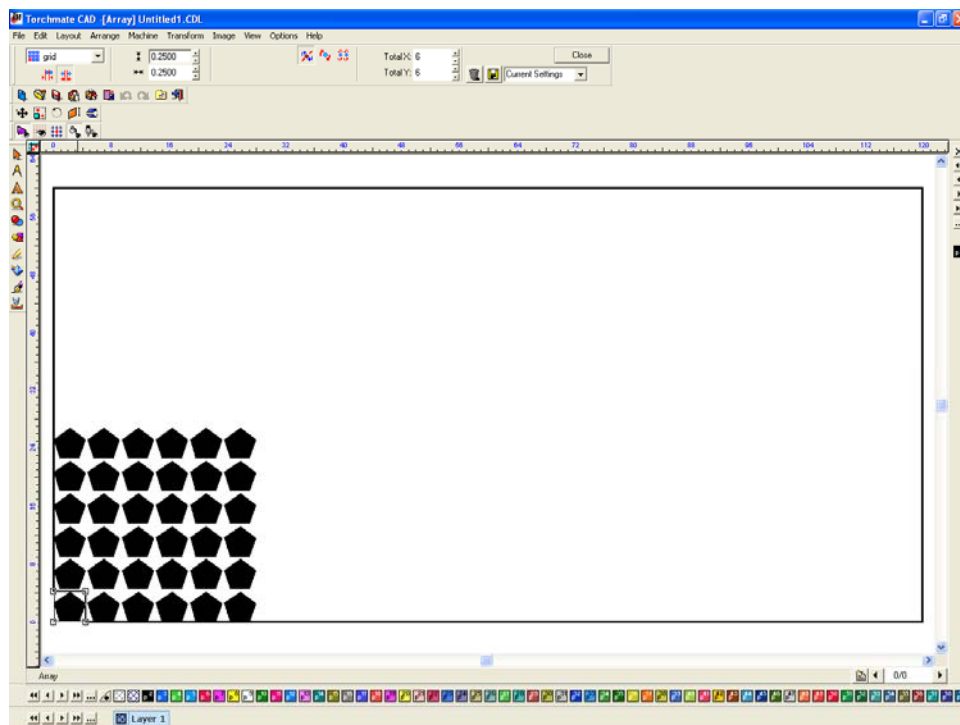 Torchmate CAD -[Array] Untitled1.CDL
File Edit Layout Arrange Machine Transform Image View Options Help
grid 0.2500 Total X: 6 Close
0.2500 Total Y: 6 Current Settings
0 8 16 24 32 40 48 56 64 72 80 88 96 104 112 120
Array 0/0
Layer 1